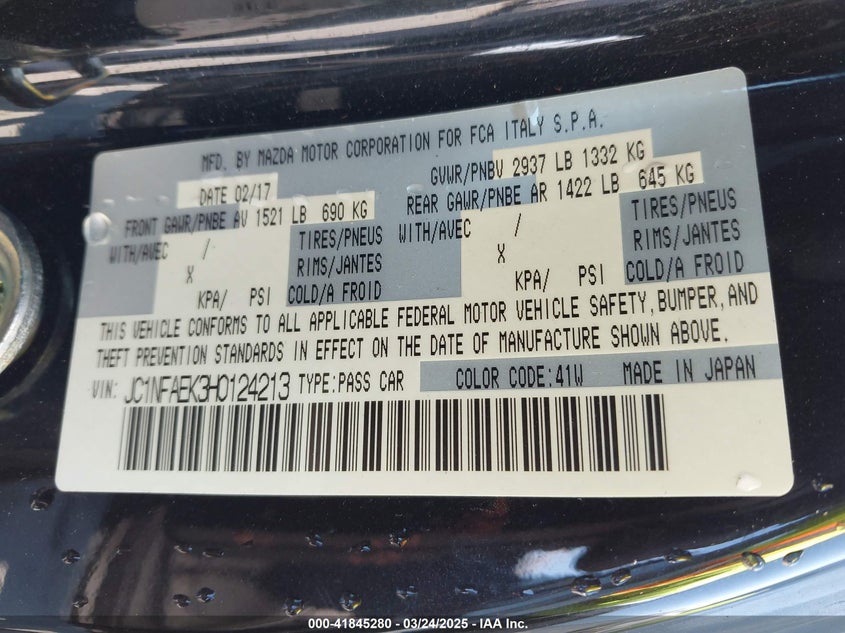 MFD. BY MAZDA MOTOR CORPORATION FOR FCA ITALY S.P.A.
DATE 02/17
GVWR/PNBV 2937 LB 1332 KG
FRONT GAWR/PNBE AV 1521 LB 690 KG
REAR GAWR/PNBE AR 1422 LB 645 KG
WITH/AVEC / TIRES/PNEUS WITH/AVEC / TIRES/PNEUS
X RIMS/JANTES X RIMS/JANTES
KPA/ PSI COLD/A FROID KPA/ PSI COLD/A FROID
THIS VEHICLE CONFORMS TO ALL APPLICABLE FEDERAL MOTOR VEHICLE SAFETY, BUMPER, AND
THEFT PREVENTION STANDARDS IN EFFECT ON THE DATE OF MANUFACTURE SHOWN ABOVE.
VIN: JC1NFAEK3H0124213 TYPE:PASS CAR COLOR CODE:41W MADE IN JAPAN
000-41845280 - 03/24/2025 - IAA Inc.